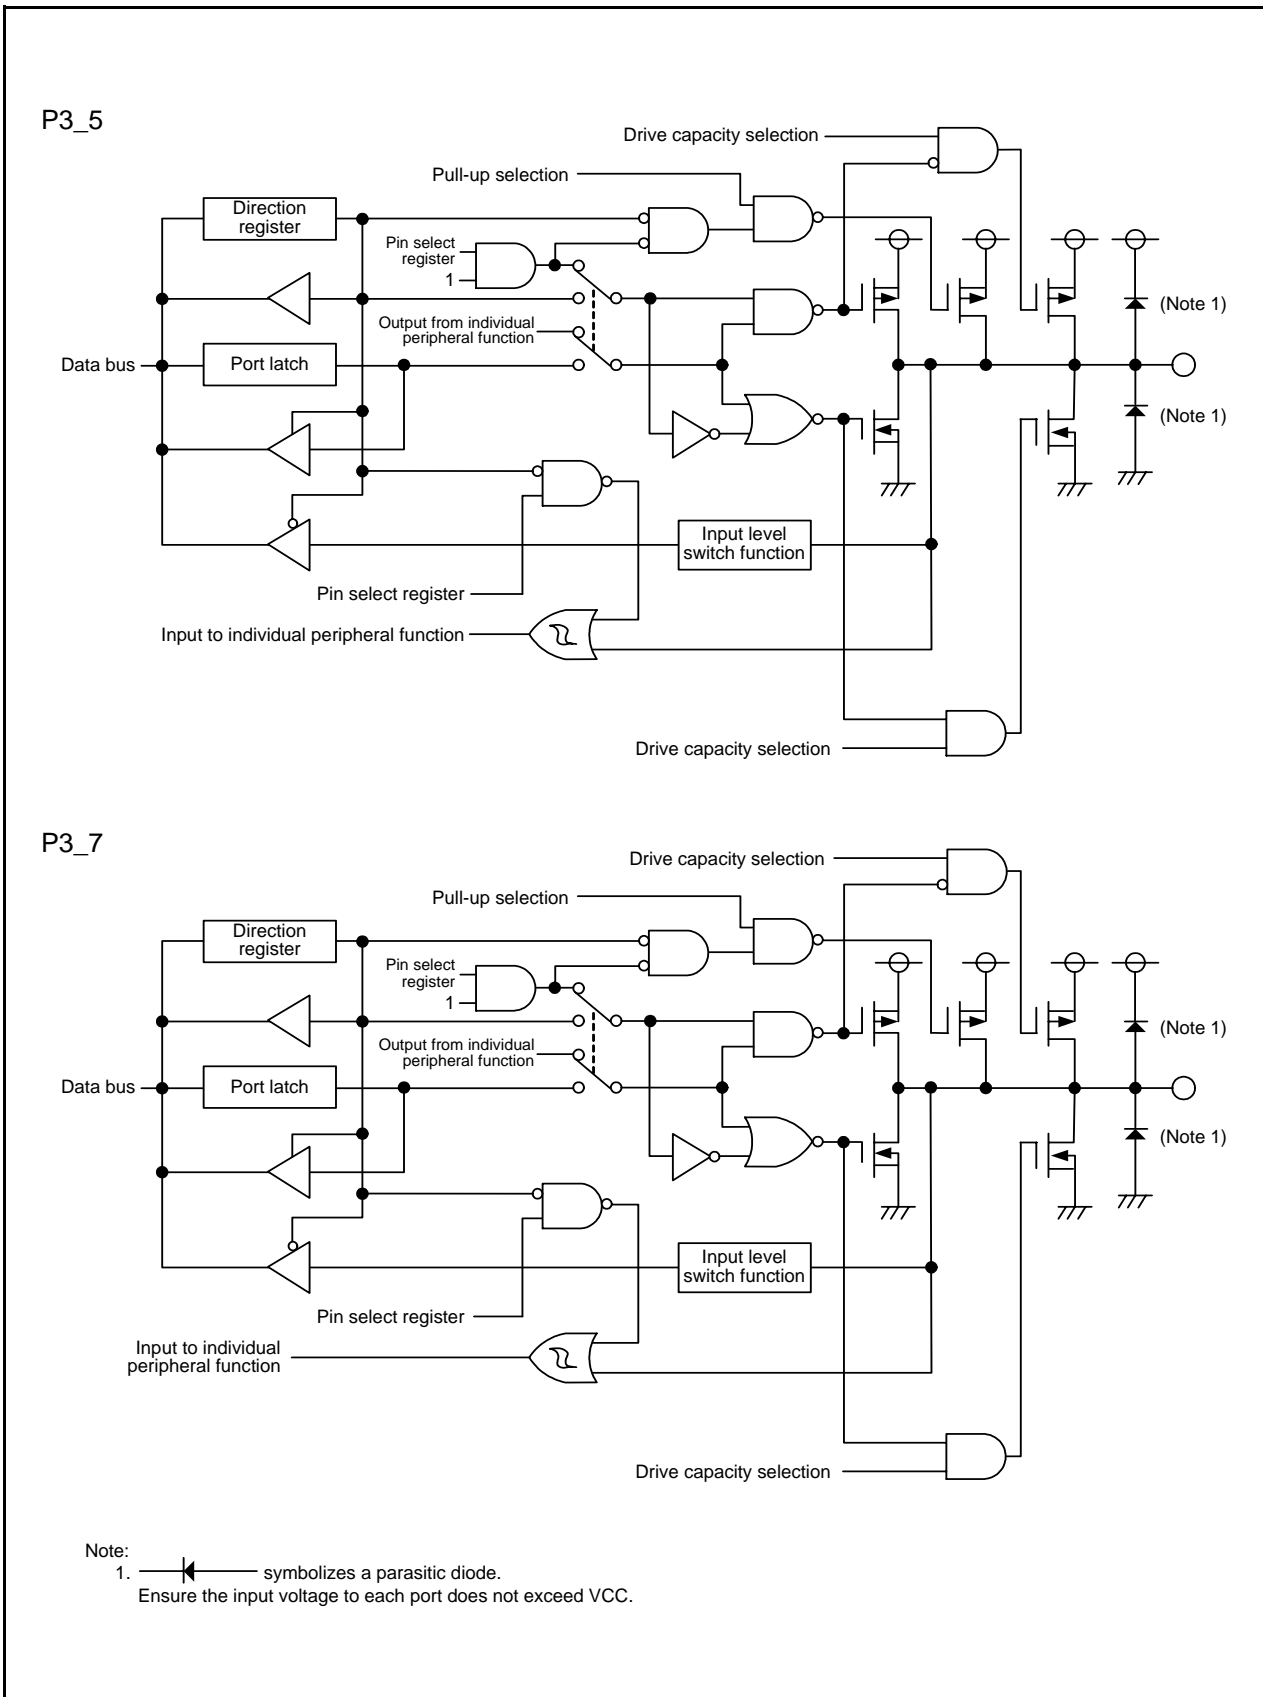 P3_5
Drive capacity selection
Pull-up selection
Direction
register
Pin select
register
1
(Note 1)
Output from individual
peripheral function
Data bus
Port latch
(Note 1)
Input level
switch function
Pin select register
Input to individual peripheral function
Drive capacity selection
P3_7
Drive capacity selection
Pull-up selection
Direction
register
Pin select
register
1
(Note 1)
Output from individual
peripheral function
Data bus
Port latch
(Note 1)
Input level
switch function
Pin select register
Input to individual
peripheral function
Drive capacity selection
Note:
1. symbolizes a parasitic diode.
Ensure the input voltage to each port does not exceed VCC.